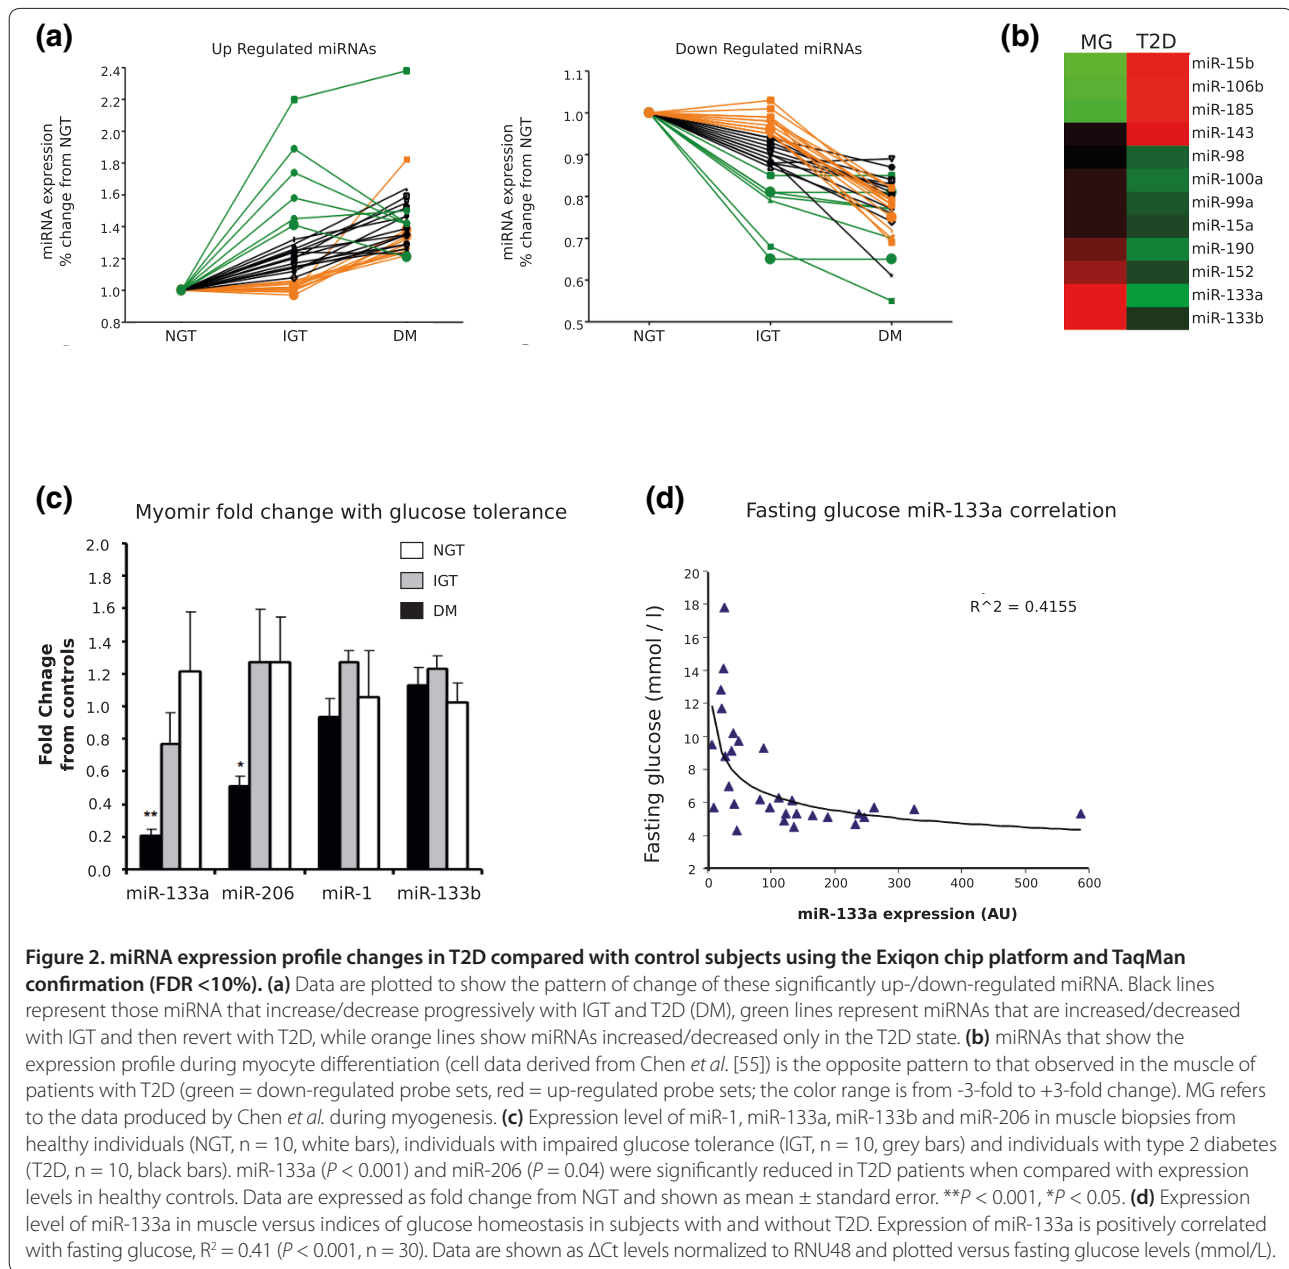 (a)
Up Regulated miRNAs
miRNA expression
% change from NGT
2.4
2.2
2.0
1.8
1.6
1.4
1.2
1.0
0.8
NGT IGT DM
Down Regulated miRNAs
miRNA expression
% change from NGT
1.1
1.0
0.9
0.8
0.7
0.6
0.5
NGT IGT DM
(b)
MG T2D
miR-15b
miR-106b
miR-185
miR-143
miR-98
miR-100a
miR-99a
miR-15a
miR-190
miR-152
miR-133a
miR-133b
(c)
Myomir fold change with glucose tolerance
Fold Chnage
from controls
2.0
1.8
1.6
1.4
1.2
1.0
0.8
0.6
0.4
0.2
0.0
NGT
IGT
DM
**
*
miR-133a miR-206 miR-1 miR-133b
(d)
Fasting glucose miR-133a correlation
R^2 = 0.4155
Fasting glucose (mmol / l)
20
18
16
14
12
10
8
6
4
2
0 100 200 300 400 500 600
miR-133a expression (AU)
Figure 2. miRNA expression profile changes in T2D compared with control subjects using the Exiqon chip platform and TaqMan
confirmation (FDR <10%). (a) Data are plotted to show the pattern of change of these significantly up-/down-regulated miRNA. Black lines
represent those miRNA that increase/decrease progressively with IGT and T2D (DM), green lines represent miRNAs that are increased/decreased
with IGT and then revert with T2D, while orange lines show miRNAs increased/decreased only in the T2D state. (b) miRNAs that show the
expression profile during myocyte differentiation (cell data derived from Chen et al. [55]) is the opposite pattern to that observed in the muscle of
patients with T2D (green = down-regulated probe sets, red = up-regulated probe sets; the color range is from -3-fold to +3-fold change). MG refers
to the data produced by Chen et al. during myogenesis. (c) Expression level of miR-1, miR-133a, miR-133b and miR-206 in muscle biopsies from
healthy individuals (NGT, n = 10, white bars), individuals with impaired glucose tolerance (IGT, n = 10, grey bars) and individuals with type 2 diabetes
(T2D, n = 10, black bars). miR-133a (P < 0.001) and miR-206 (P = 0.04) were significantly reduced in T2D patients when compared with expression
levels in healthy controls. Data are expressed as fold change from NGT and shown as mean ± standard error. **P < 0.001, *P < 0.05. (d) Expression
level of miR-133a in muscle versus indices of glucose homeostasis in subjects with and without T2D. Expression of miR-133a is positively correlated
with fasting glucose, R² = 0.41 (P < 0.001, n = 30). Data are shown as ΔCt levels normalized to RNU48 and plotted versus fasting glucose levels (mmol/L).